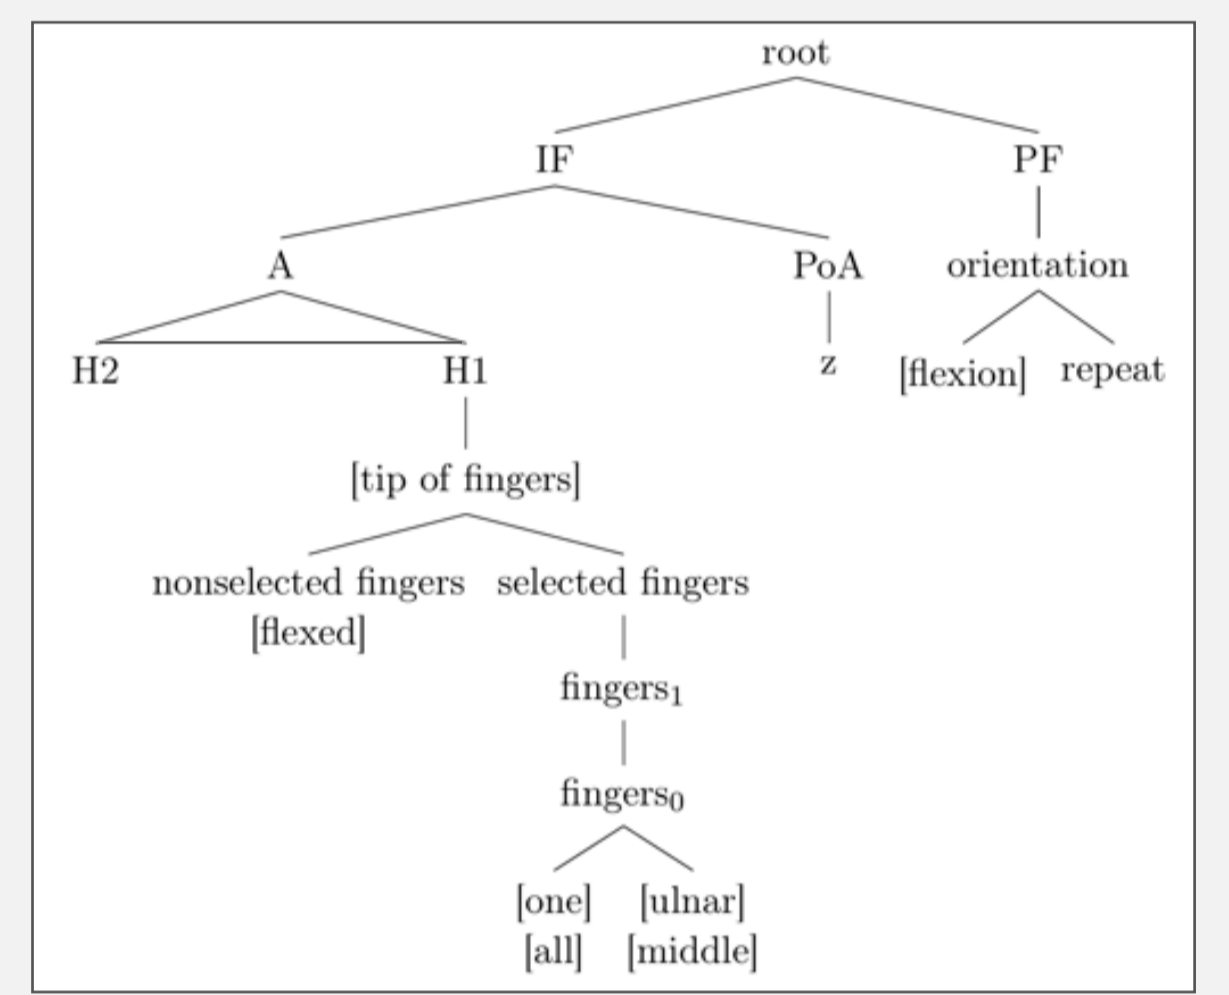 root
IF PF
A PoA orientation
H2 H1 z [flexion] repeat
[tip of fingers]
nonselected fingers selected fingers
[flexed]
fingers₁
fingers₀
[one] [ulnar]
[all] [middle]